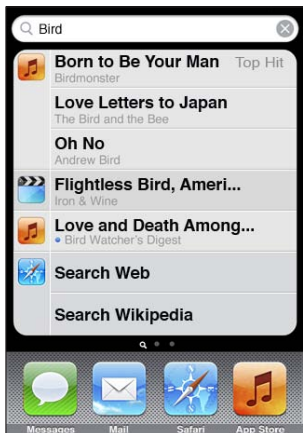 Bird
Born to Be Your Man Top Hit
Birdmonster
Love Letters to Japan
The Bird and the Bee
Oh No
Andrew Bird
Flightless Bird, Ameri...
Iron & Wine
Love and Death Among...
Bird Watcher's Digest
Search Web
Search Wikipedia
Messages Mail Safari App Store